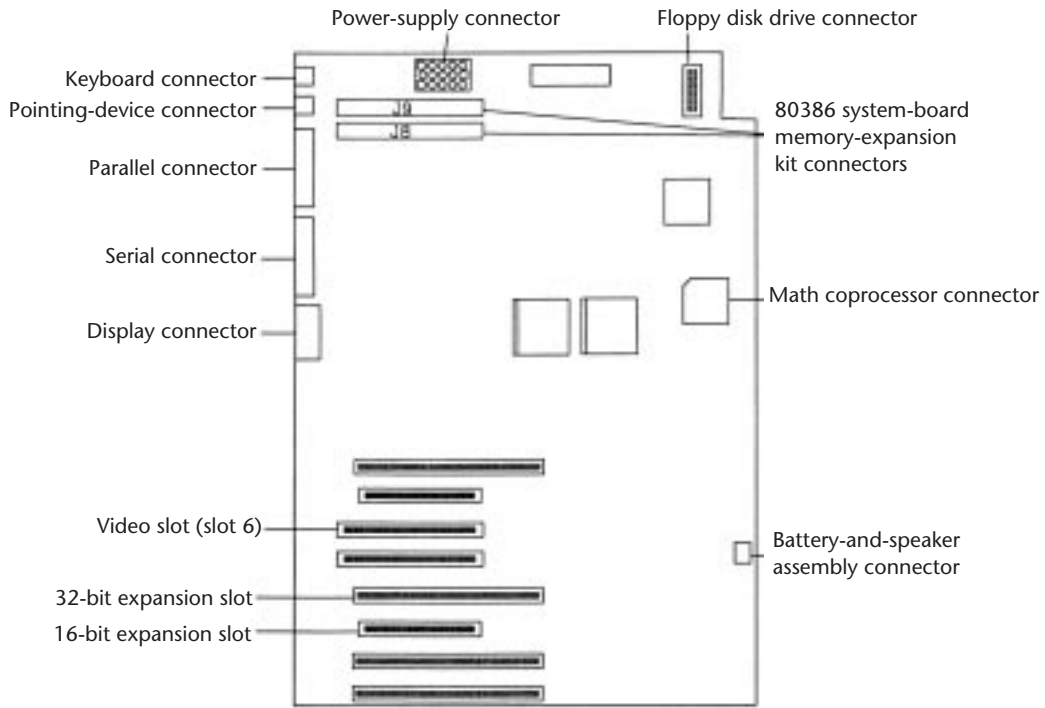 Power-supply connector
Floppy disk drive connector
Keyboard connector
Pointing-device connector
J9
J8
80386 system-board
memory-expansion
kit connectors
Parallel connector
Serial connector
Math coprocessor connector
Display connector
Video slot (slot 6)
Battery-and-speaker
assembly connector
32-bit expansion slot
16-bit expansion slot